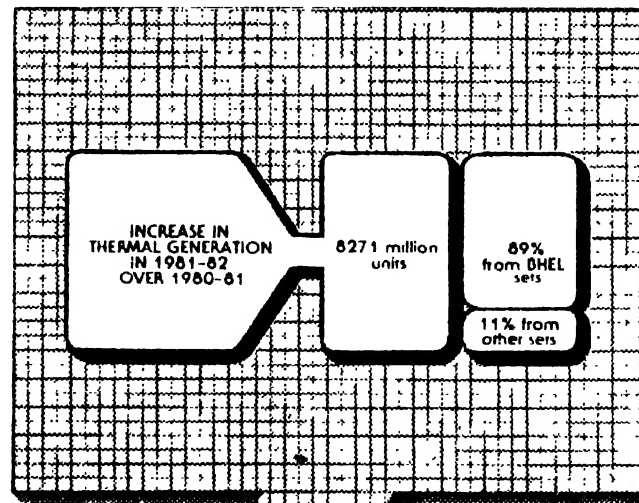 INCREASE IN
THERMAL GENERATION
IN 1981-82
OVER 1980-81
8271 million
units
89%
from BHEL
sets
11% from
other sets